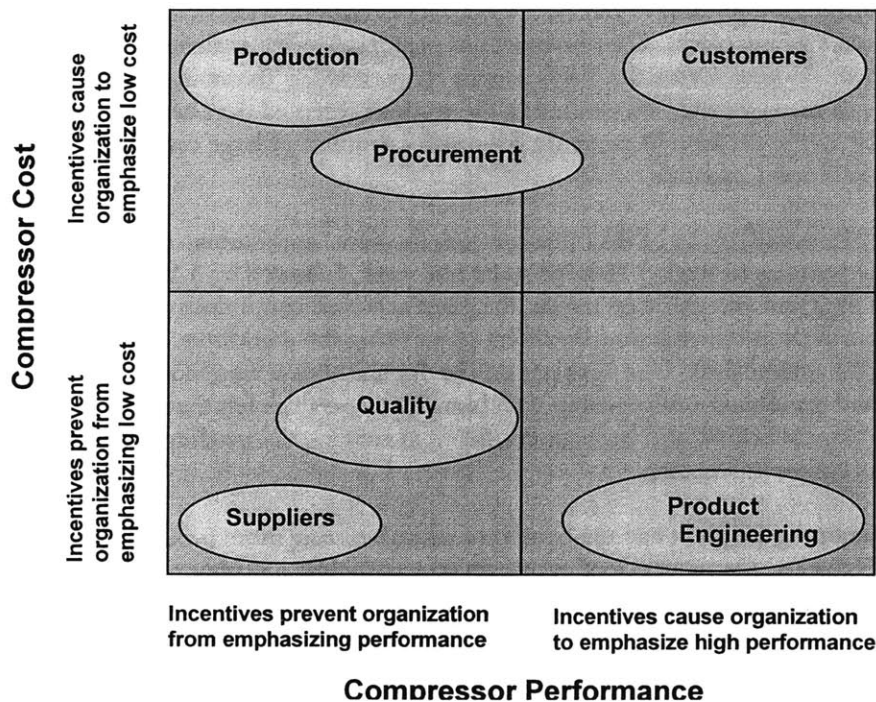 Compressor Cost
Incentives cause
organization to
emphasize low cost
Incentives prevent
organization from
emphasizing low cost
Production
Customers
Procurement
Quality
Suppliers
Product
Engineering
Incentives prevent organization
from emphasizing performance
Incentives cause organization
to emphasize high performance
Compressor Performance